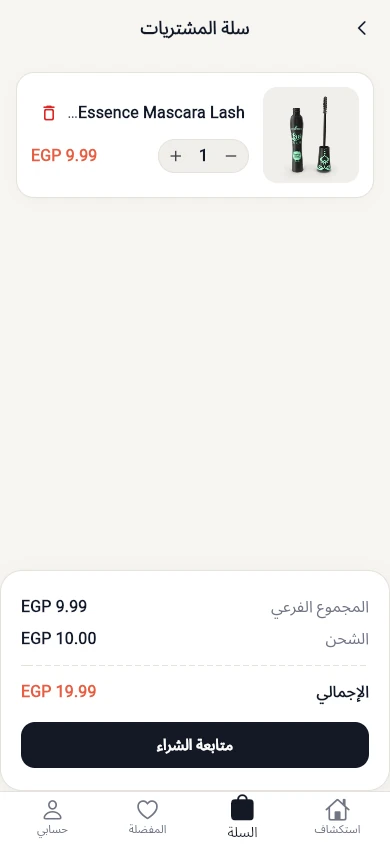 سلة المشتريات
Essence Mascara Lash...
1
EGP 9.99
المجموع الفرعي
EGP 9.99
الشحن
EGP 10.00
الإجمالي
EGP 19.99
متابعة الشراء
استكشاف
السلة
المفضلة
حسابي